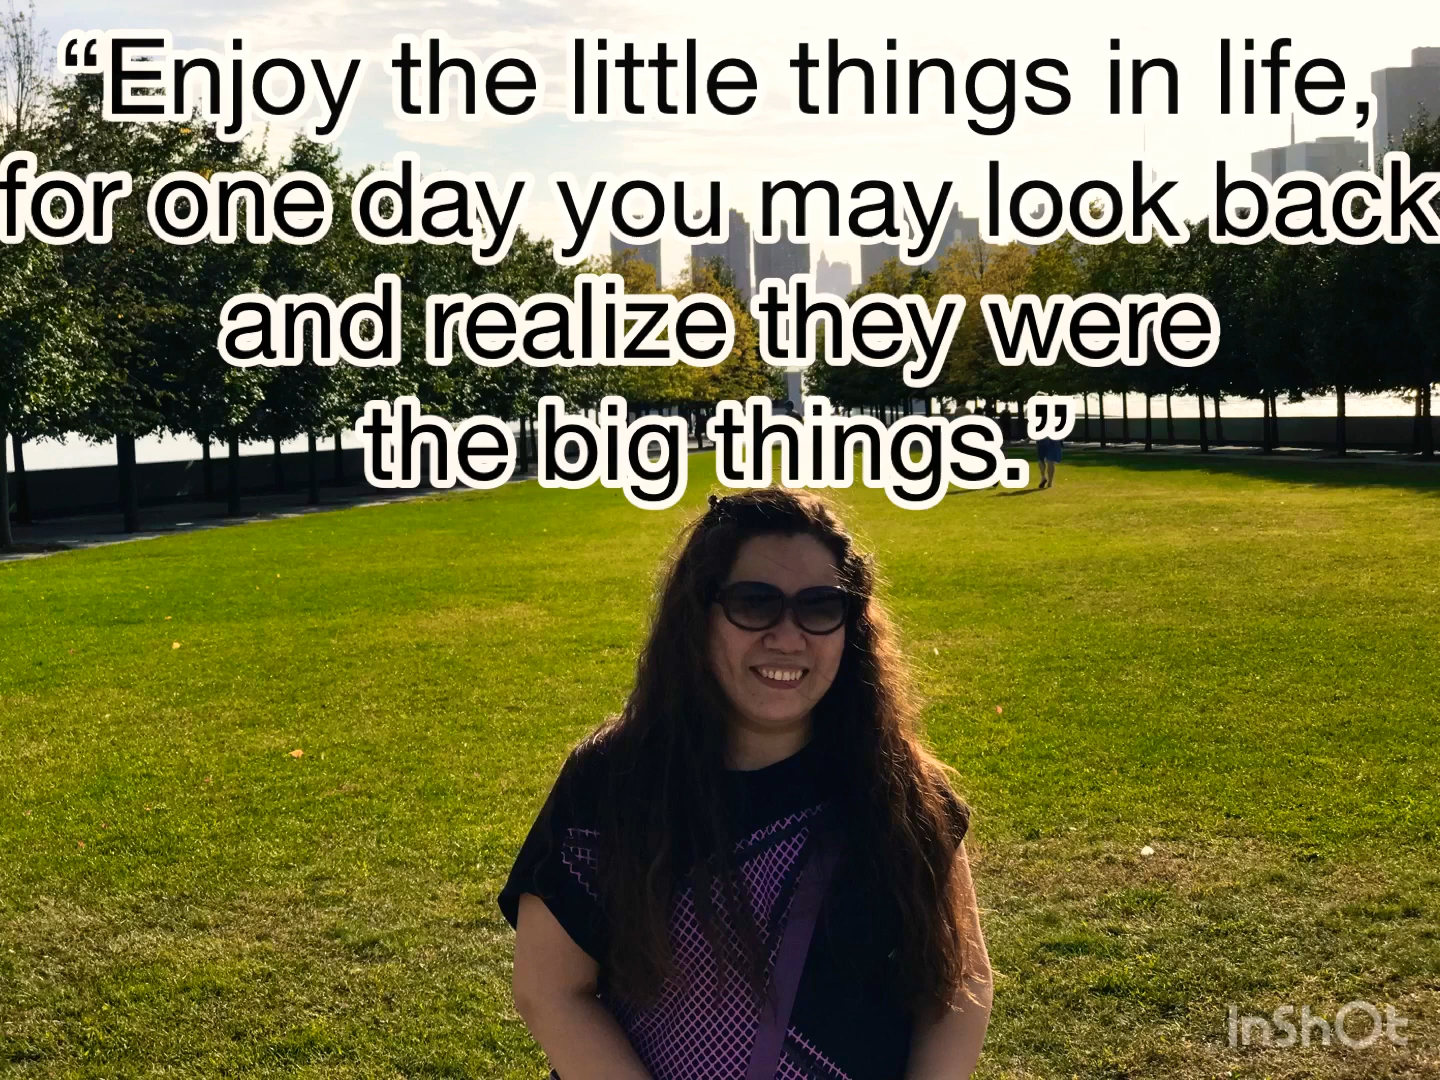 “Enjoy the little things in life,
for one day you may look back
and realize they were
the big things.”
InShOt